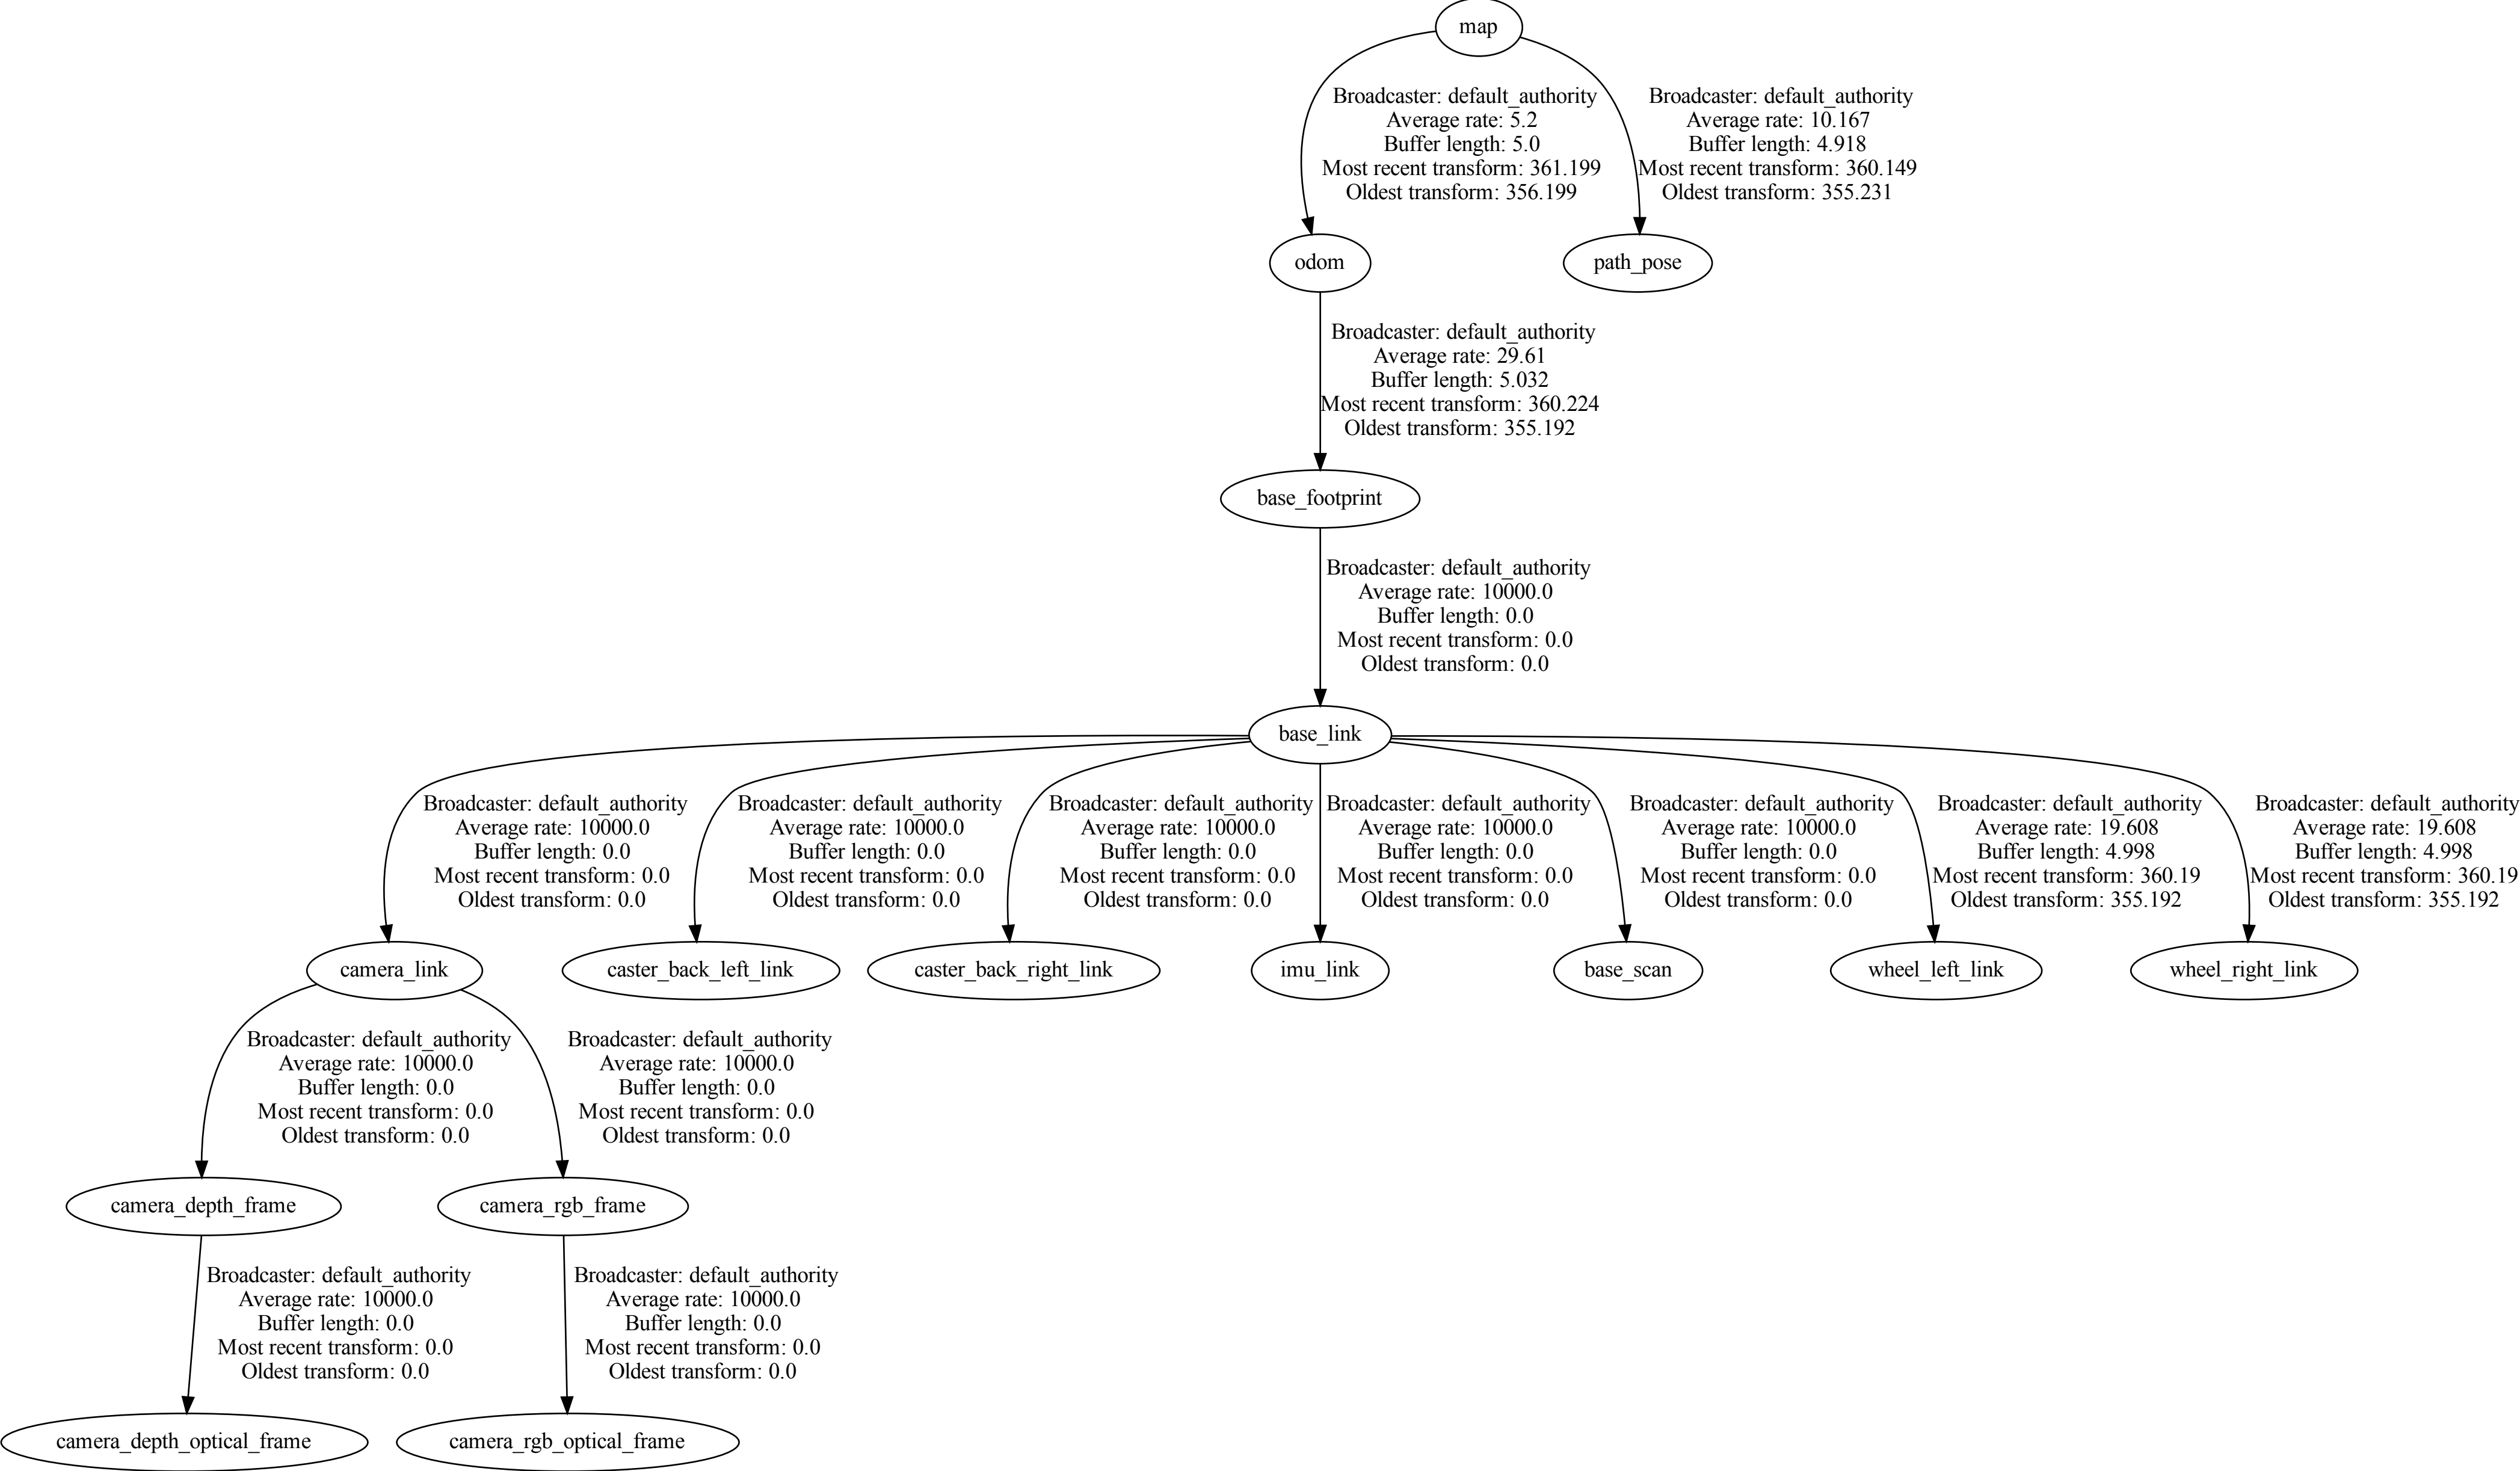 map
Broadcaster: default_authority
Average rate: 5.2
Buffer length: 5.0
Most recent transform: 361.199
Oldest transform: 356.199
Broadcaster: default_authority
Average rate: 10.167
Buffer length: 4.918
Most recent transform: 360.149
Oldest transform: 355.231
odom
path_pose
Broadcaster: default_authority
Average rate: 29.61
Buffer length: 5.032
Most recent transform: 360.224
Oldest transform: 355.192
base_footprint
Broadcaster: default_authority
Average rate: 10000.0
Buffer length: 0.0
Most recent transform: 0.0
Oldest transform: 0.0
base_link
Broadcaster: default_authority
Average rate: 10000.0
Buffer length: 0.0
Most recent transform: 0.0
Oldest transform: 0.0
Broadcaster: default_authority
Average rate: 10000.0
Buffer length: 0.0
Most recent transform: 0.0
Oldest transform: 0.0
Broadcaster: default_authority
Average rate: 10000.0
Buffer length: 0.0
Most recent transform: 0.0
Oldest transform: 0.0
Broadcaster: default_authority
Average rate: 10000.0
Buffer length: 0.0
Most recent transform: 0.0
Oldest transform: 0.0
Broadcaster: default_authority
Average rate: 10000.0
Buffer length: 0.0
Most recent transform: 0.0
Oldest transform: 0.0
Broadcaster: default_authority
Average rate: 19.608
Buffer length: 4.998
Most recent transform: 360.19
Oldest transform: 355.192
Broadcaster: default_authority
Average rate: 19.608
Buffer length: 4.998
Most recent transform: 360.19
Oldest transform: 355.192
camera_link
caster_back_left_link
caster_back_right_link
imu_link
base_scan
wheel_left_link
wheel_right_link
Broadcaster: default_authority
Average rate: 10000.0
Buffer length: 0.0
Most recent transform: 0.0
Oldest transform: 0.0
Broadcaster: default_authority
Average rate: 10000.0
Buffer length: 0.0
Most recent transform: 0.0
Oldest transform: 0.0
camera_depth_frame
camera_rgb_frame
Broadcaster: default_authority
Average rate: 10000.0
Buffer length: 0.0
Most recent transform: 0.0
Oldest transform: 0.0
Broadcaster: default_authority
Average rate: 10000.0
Buffer length: 0.0
Most recent transform: 0.0
Oldest transform: 0.0
camera_depth_optical_frame
camera_rgb_optical_frame